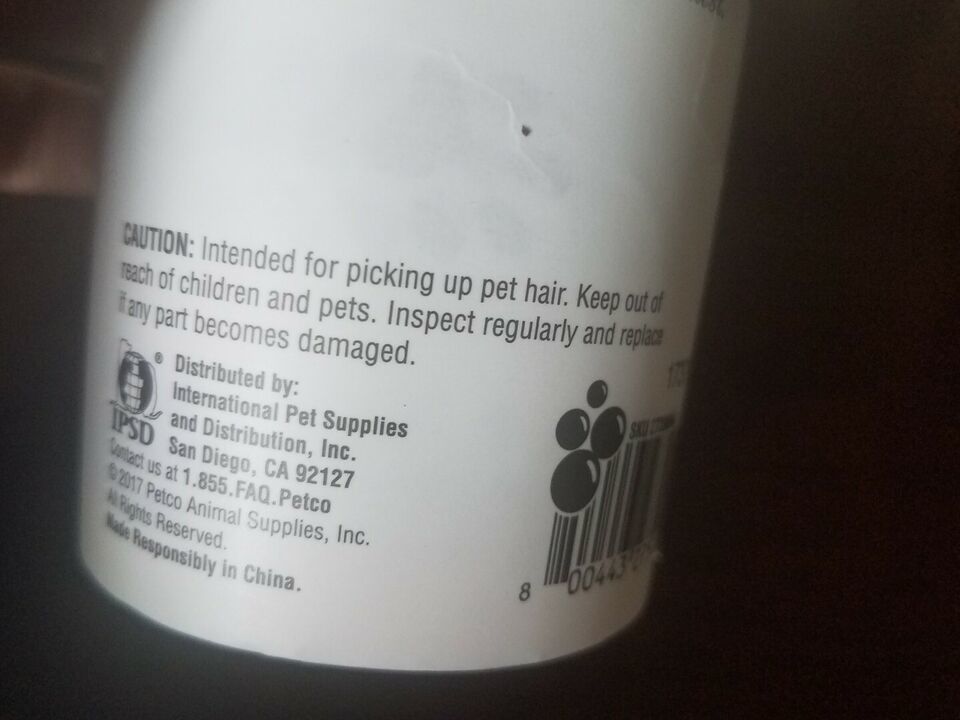 CAUTION: Intended for picking up pet hair. Keep out of
reach of children and pets. Inspect regularly and replace
if any part becomes damaged.
IPSD
®
Distributed by:
International Pet Supplies
and Distribution, Inc.
San Diego, CA 92127
Contact us at 1.855.FAQ.Petco
© 2017 Petco Animal Supplies, Inc.
All Rights Reserved.
Made Responsibly in China.
SKU
8 00443